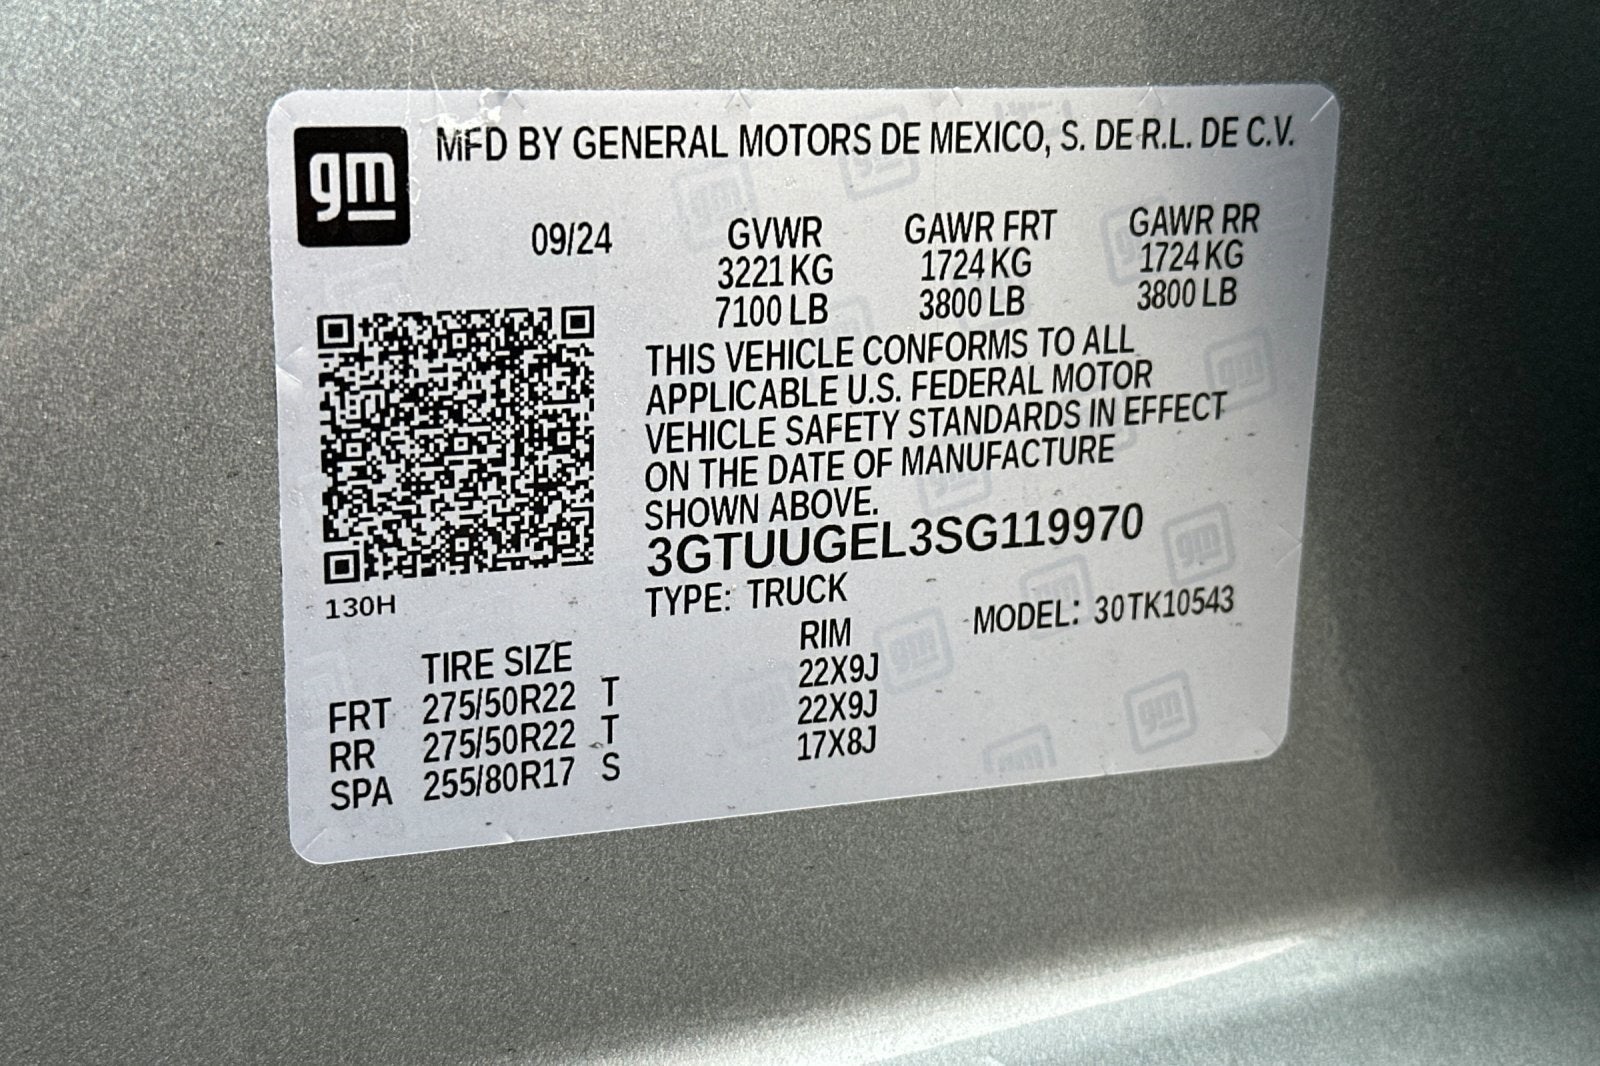 gm
MFD BY GENERAL MOTORS DE MEXICO, S. DE R.L. DE C.V.
09/24 GVWR GAWR FRT GAWR RR
3221 KG 1724 KG 1724 KG
7100 LB 3800 LB 3800 LB
THIS VEHICLE CONFORMS TO ALL
APPLICABLE U.S. FEDERAL MOTOR
VEHICLE SAFETY STANDARDS IN EFFECT
ON THE DATE OF MANUFACTURE
SHOWN ABOVE.
3GTUUGEL3SG119970
130H
TYPE: TRUCK MODEL: 30TK10543
TIRE SIZE RIM
FRT 275/50R22 T 22X9J
RR 275/50R22 T 22X9J
SPA 255/80R17 S 17X8J